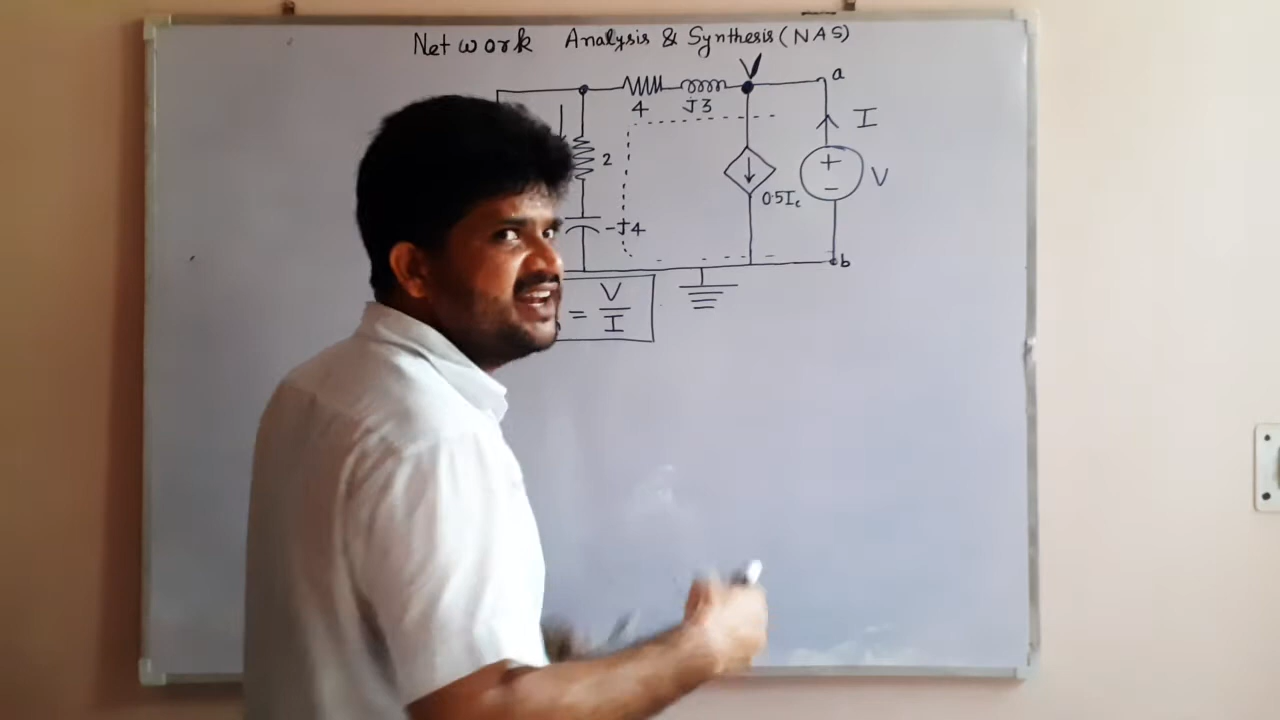 Network Analysis & Synthesis (NAS)
V
a
4
J3
I
2
+
-
V
0.5Ic
-J4
b
= V
I